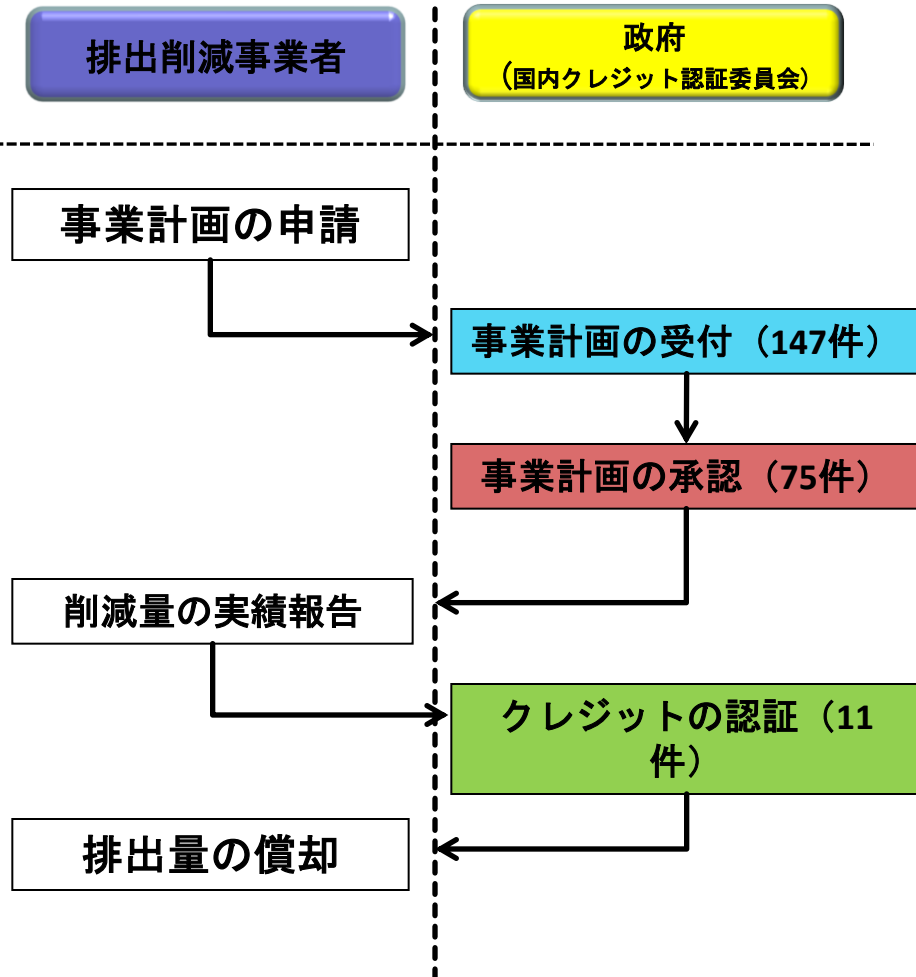 排出削減事業者
政府
（国内クレジット認証委員会）
事業計画の申請
事業計画の受付（147件）
事業計画の承認（75件）
削減量の実績報告
クレジットの認証（11
件）
排出量の償却